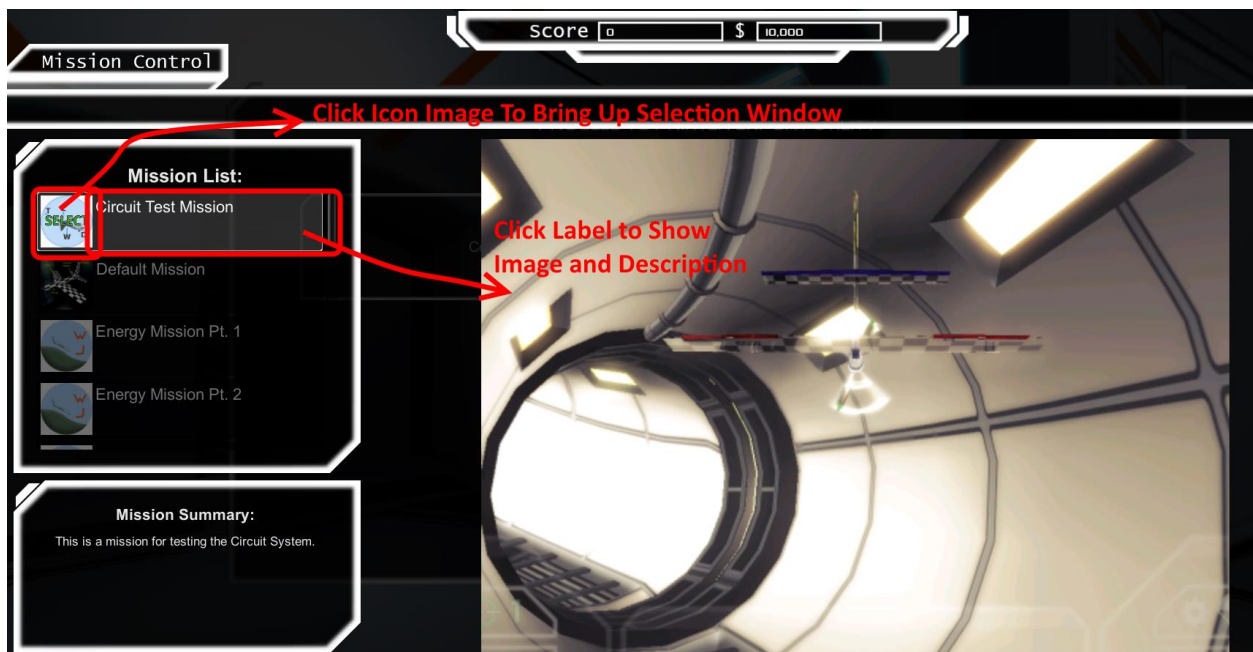 Score 0 $ 10,000
Mission Control
Click Icon Image To Bring Up Selection Window
Mission List:
SELECT
Circuit Test Mission
Default Mission
Energy Mission Pt. 1
Energy Mission Pt. 2
Click Label to Show
Image and Description
Mission Summary:
This is a mission for testing the Circuit System.